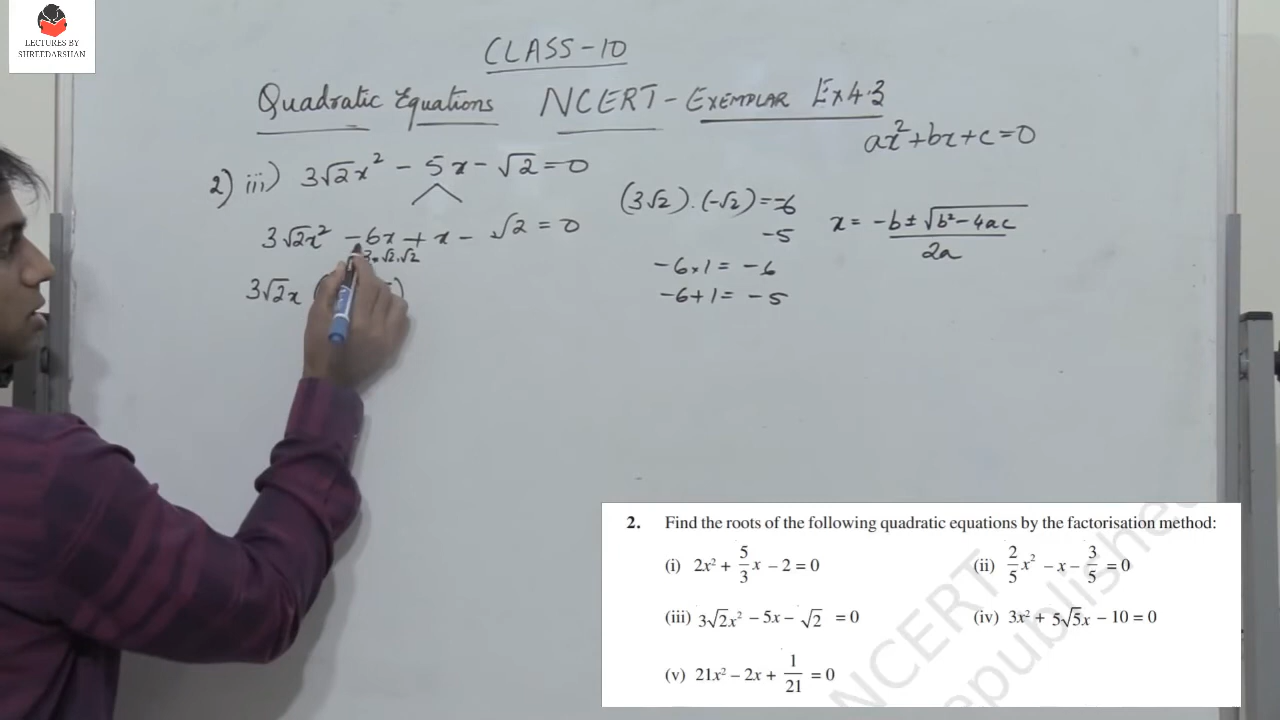 LECTURES BY
SHREEDARSHAN
CLASS-10
Quadratic Equations NCERT - EXEMPLAR Ex 4.3
ax²+bx+c=0
2) iii) 3√2x² - 5x - √2 = 0
3√2x² - 6x + x - √2 = 0
3.√2.√2
3√2x (
(3√2).(-√2) = -6
-5
-6×1 = -6
-6+1 = -5
x = -b ± √b²-4ac / 2a
2. Find the roots of the following quadratic equations by the factorisation method:
(i) 2x² + 5/3 x – 2 = 0 (ii) 2/5 x² – x – 3/5 = 0
(iii) 3√2x² – 5x – √2 = 0 (iv) 3x² + 5√5x – 10 = 0
(v) 21x² – 2x + 1/21 = 0
NCERT
republished